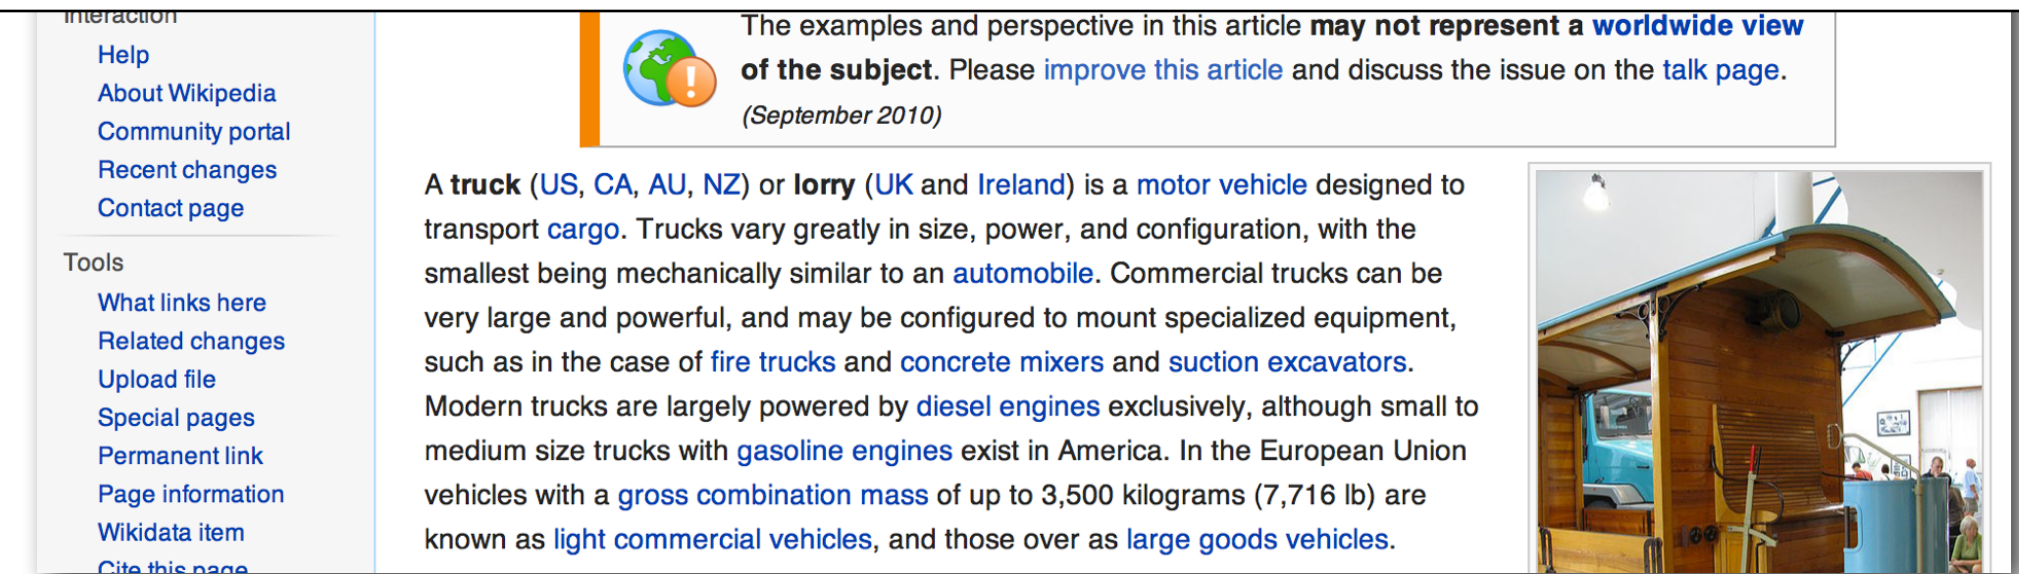 Interaction
Help
About Wikipedia
Community portal
Recent changes
Contact page
Tools
What links here
Related changes
Upload file
Special pages
Permanent link
Page information
Wikidata item
Cite this page
The examples and perspective in this article may not represent a worldwide view
of the subject. Please improve this article and discuss the issue on the talk page.
(September 2010)
A truck (US, CA, AU, NZ) or lorry (UK and Ireland) is a motor vehicle designed to
transport cargo. Trucks vary greatly in size, power, and configuration, with the
smallest being mechanically similar to an automobile. Commercial trucks can be
very large and powerful, and may be configured to mount specialized equipment,
such as in the case of fire trucks and concrete mixers and suction excavators.
Modern trucks are largely powered by diesel engines exclusively, although small to
medium size trucks with gasoline engines exist in America. In the European Union
vehicles with a gross combination mass of up to 3,500 kilograms (7,716 lb) are
known as light commercial vehicles, and those over as large goods vehicles.